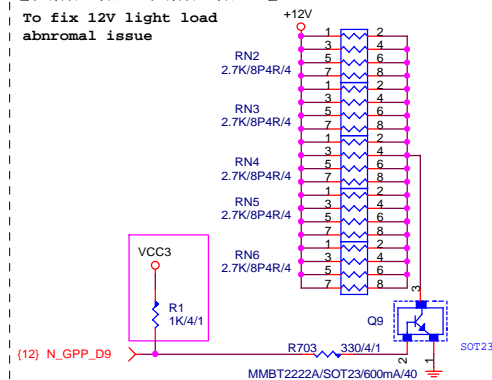 To fix 12V light load
abnromal issue
+12V
1 2
3 4
RN2
5 6
2.7K/8P4R/4
7 8
1 2
RN3
3 4
2.7K/8P4R/4
5 6
7 8
1 2
RN4
3 4
2.7K/8P4R/4
5 6
7 8
1 2
RN5
3 4
2.7K/8P4R/4
5 6
7 8
1 2
RN6
3 4
2.7K/8P4R/4
5 6
7 8
VCC3
R1
1K/4/1
3
Q9
SOT23
{12} N_GPP_D9
R703 330/4/1
2 1
MMBT2222A/SOT23/600mA/40